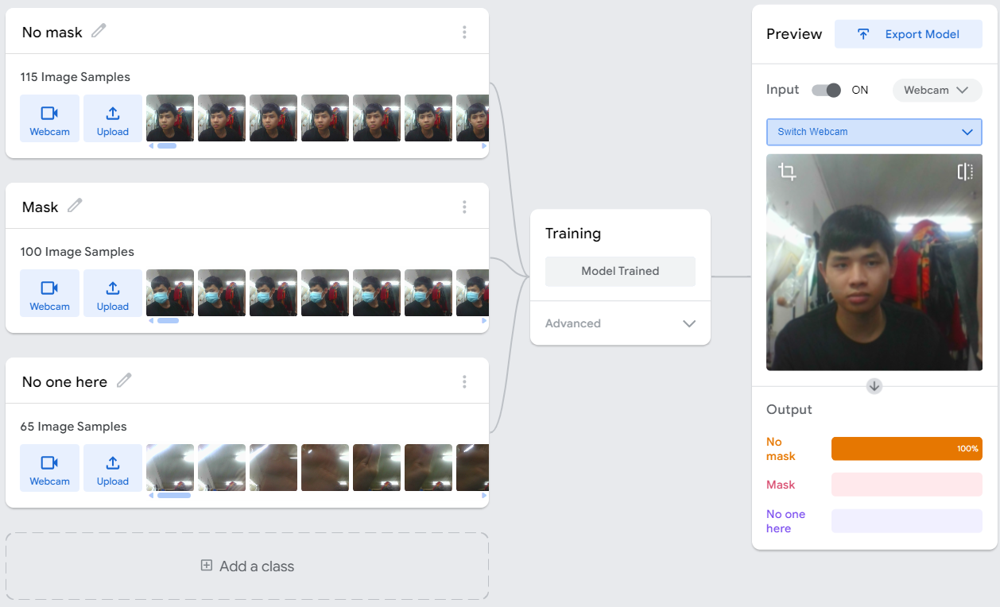 No mask
115 Image Samples
Webcam
Upload
Mask
100 Image Samples
Webcam
Upload
No one here
65 Image Samples
Webcam
Upload
Add a class
Training
Model Trained
Advanced
Preview
Export Model
Input
ON
Webcam
Switch Webcam
Output
No
mask
100%
Mask
No one
here